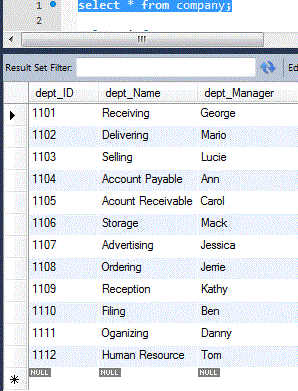 1 select * from company;
2
Result Set Filter: Ed
dept_ID dept_Name dept_Manager
1101 Receiving George
1102 Delivering Mario
1103 Selling Lucie
1104 Account Payable Ann
1105 Acount Receivable Carol
1106 Storage Mack
1107 Advertising Jessica
1108 Ordering Jerrie
1109 Reception Kathy
1110 Filing Ben
1111 Oganizing Danny
1112 Human Resource Tom
NULL NULL NULL